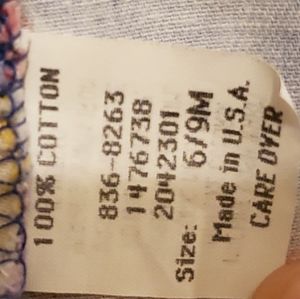 100% COTTON
836-8263
1476738
2042301
Size: 6/9M
Made in U.S.A.
CARE OVER